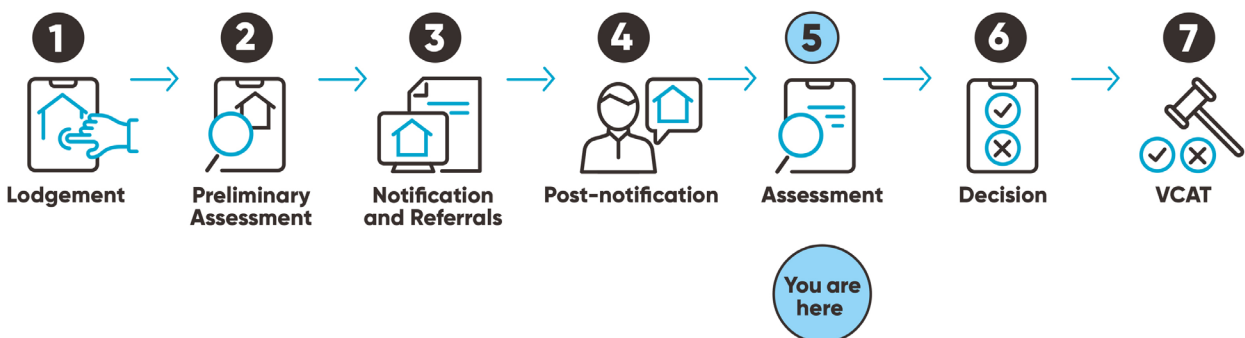 1
2
3
4
5
6
7
Lodgement
Preliminary
Assessment
Notification
and Referrals
Post-notification
Assessment
Decision
VCAT
You are
here